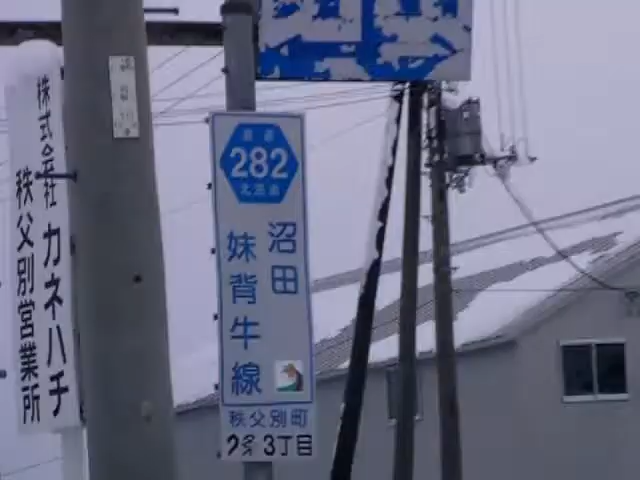 株式会社 カネハチ
秩父別営業所
道道
282
北海道
沼田
妹背牛線
秩父別町
3丁目